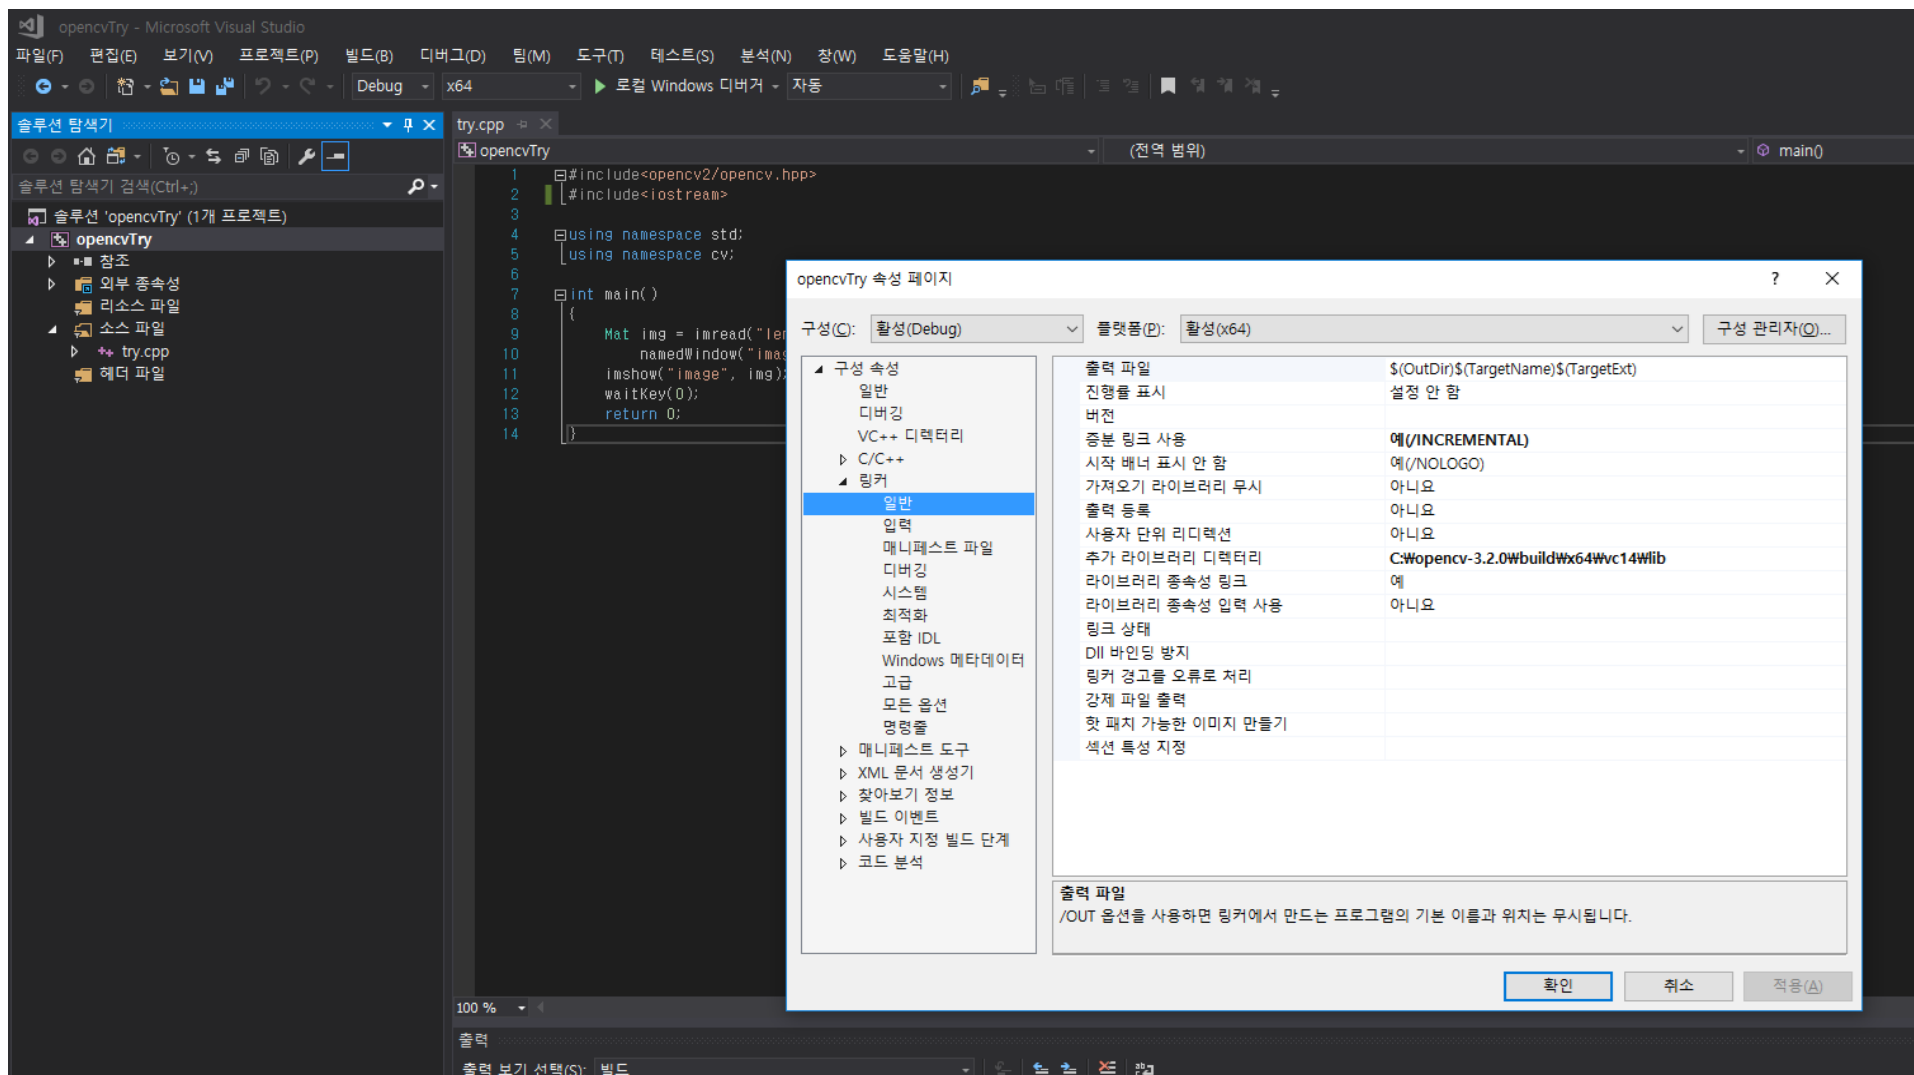 opencvTry - Microsoft Visual Studio
파일(F) 편집(E) 보기(V) 프로젝트(P) 빌드(B) 디버그(D) 팀(M) 도구(T) 테스트(S) 분석(N) 창(W) 도움말(H)
Debug x64 로컬 Windows 디버거 자동
솔루션 탐색기
솔루션 탐색기 검색(Ctrl+;)
솔루션 'opencvTry' (1개 프로젝트)
opencvTry
참조
외부 종속성
리소스 파일
소스 파일
try.cpp
헤더 파일
try.cpp
opencvTry (전역 범위) main()
1 #include<opencv2/opencv.hpp>
2 #include<iostream>
3
4 using namespace std;
5 using namespace cv;
6
7 int main()
8 {
9 Mat img = imread("len
10 namedWindow("imag
11 imshow("image", img);
12 waitKey(0);
13 return 0;
14 }
100 %
출력
출력 보기 선택(S): 빌드
opencvTry 속성 페이지 ?
구성(C): 활성(Debug) 플랫폼(P): 활성(x64) 구성 관리자(O)...
구성 속성
일반
디버깅
VC++ 디렉터리
C/C++
링커
일반
입력
매니페스트 파일
디버깅
시스템
최적화
포함 IDL
Windows 메타데이터
고급
모든 옵션
명령줄
매니페스트 도구
XML 문서 생성기
찾아보기 정보
빌드 이벤트
사용자 지정 빌드 단계
코드 분석
출력 파일 $(OutDir)$(TargetName)$(TargetExt)
진행률 표시 설정 안 함
버전
증분 링크 사용 예(/INCREMENTAL)
시작 배너 표시 안 함 예(/NOLOGO)
가져오기 라이브러리 무시 아니요
출력 등록 아니요
사용자 단위 리디렉션 아니요
추가 라이브러리 디렉터리 C:₩opencv-3.2.0₩build₩x64₩vc14₩lib
라이브러리 종속성 링크 예
라이브러리 종속성 입력 사용 아니요
링크 상태
Dll 바인딩 방지
링커 경고를 오류로 처리
강제 파일 출력
핫 패치 가능한 이미지 만들기
섹션 특성 지정
출력 파일
/OUT 옵션을 사용하면 링커에서 만드는 프로그램의 기본 이름과 위치는 무시됩니다.
확인 취소 적용(A)